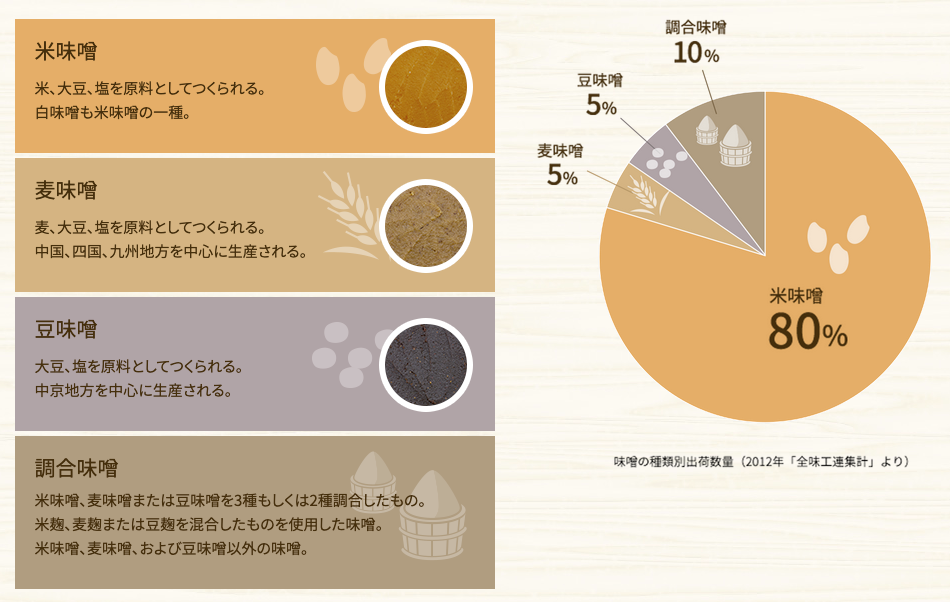 米味噌
米、大豆、塩を原料としてつくられる。
白味噌も米味噌の一種。
麦味噌
麦、大豆、塩を原料としてつくられる。
中国、四国、九州地方を中心に生産される。
豆味噌
大豆、塩を原料としてつくられる。
中京地方を中心に生産される。
調合味噌
米味噌、麦味噌または豆味噌を3種もしくは2種調合したもの。
米麹、麦麹または豆麹を混合したものを使用した味噌。
米味噌、麦味噌、および豆味噌以外の味噌。
調合味噌
10%
豆味噌
5%
麦味噌
5%
米味噌
80%
味噌の種類別出荷数量（2012年「全味工連集計」より）